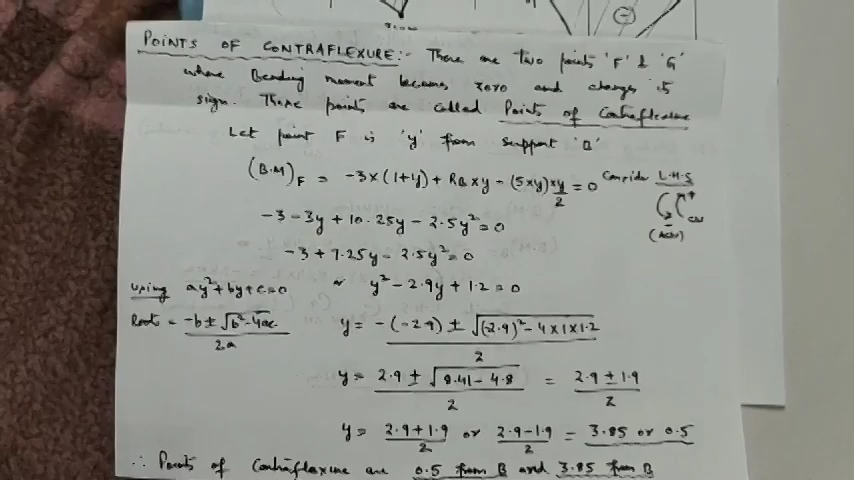 POINTS OF CONTRAFLEXURE:- There are two points 'F' & 'G'
where Bending moment becomes zero and changes its
sign. These points are called Points of Contraflexure
Let point F is 'y' from support 'B'
(B.M)F = -3×(1+y) + RB×y - (5×y)×y/2 = 0 Consider L.H.S
-3-3y+10.25y-2.5y²=0
+
-
CW
(ACW)
-3+7.25y-2.5y²=0
Using ay²+by+c=0 or y²-2.9y+1.2=0
Roots = -b±√b²-4ac / 2a
y = -(-2.9) ± √(-2.9)²-4×1×1.2 / 2
y = 2.9 ± √8.41-4.8 / 2 = 2.9±1.9 / 2
y = 2.9+1.9 / 2 or 2.9-1.9 / 2 = 3.85 or 0.5
∴ Points of Contraflexure are 0.5 from B and 3.85 from B